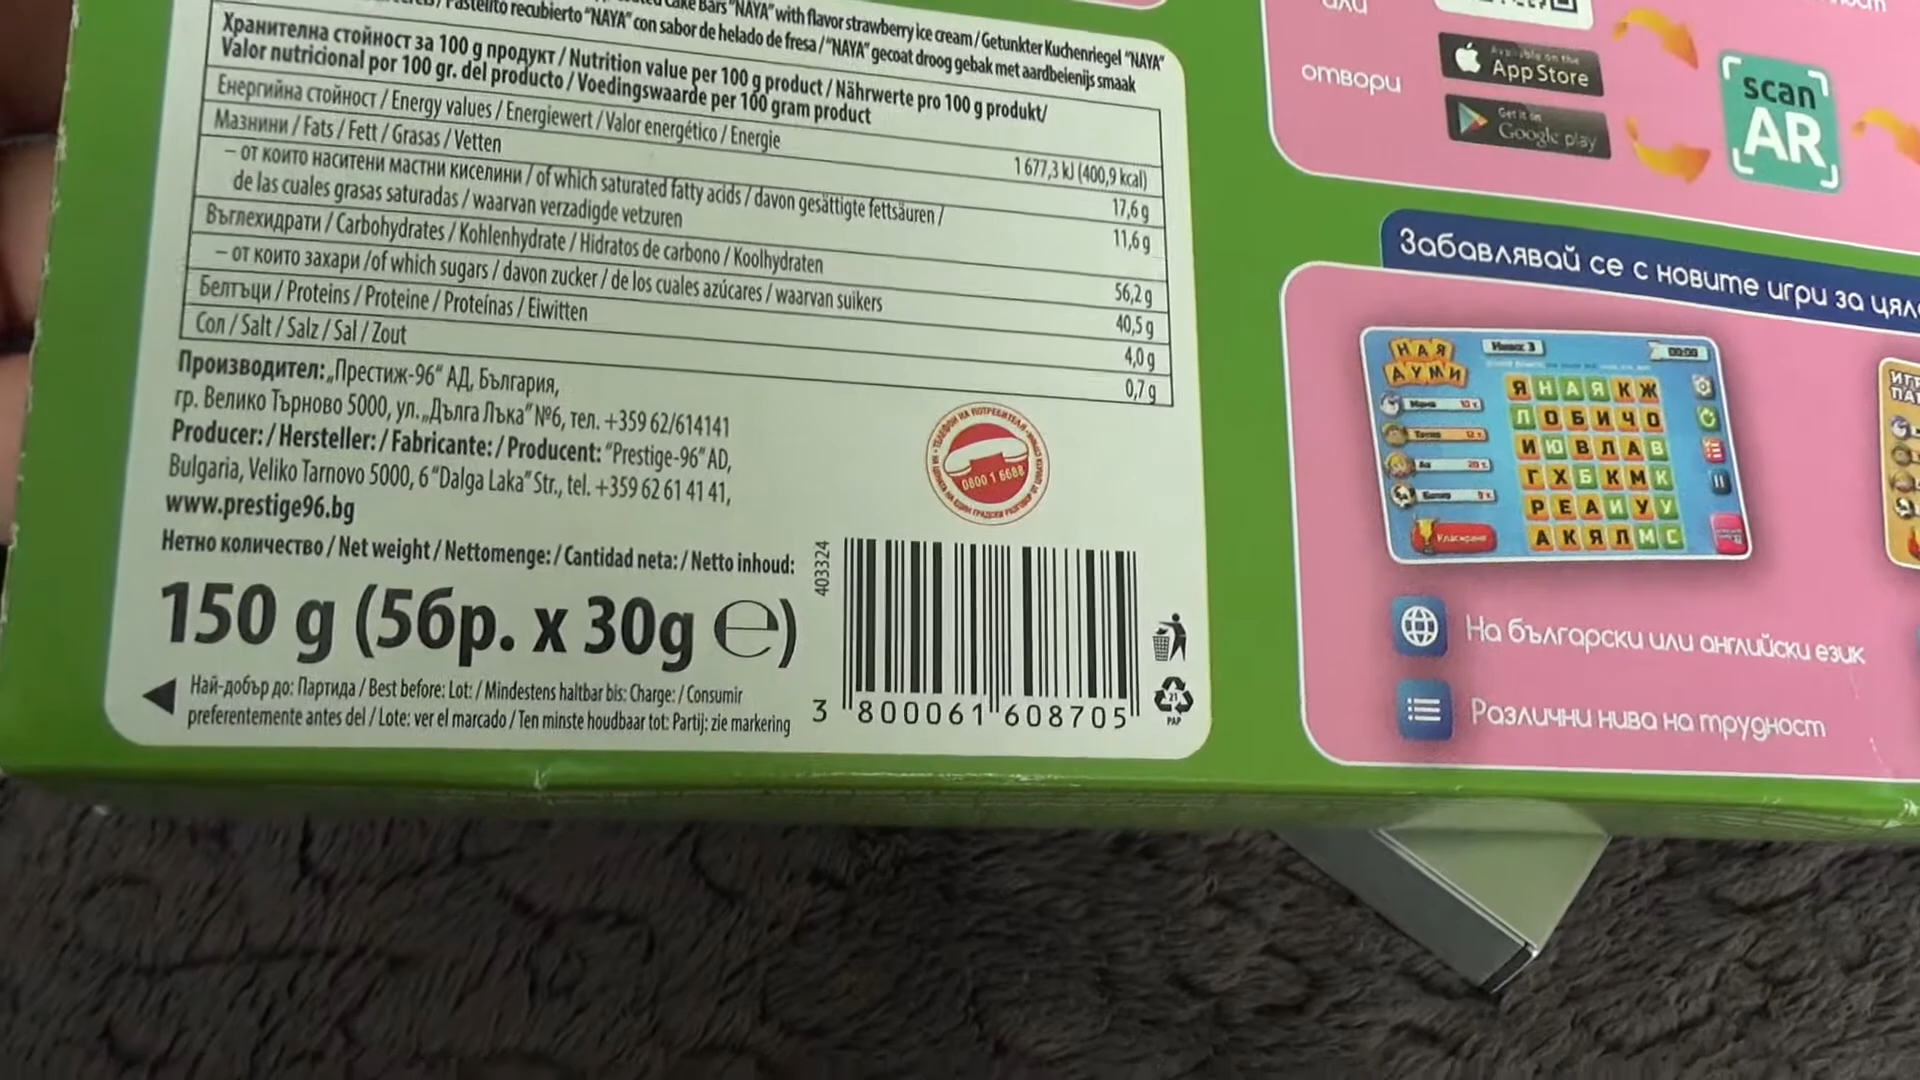 Cake Bars "NAYA" with flavor strawberry ice cream / Getunkter Kuchenriegel "NAYA"
Pastelito recubierto "NAYA" con sabor de helado de fresa / "NAYA" gecoat droog gebak met aardbeienijs smaak
Хранителна стойност за 100 g продукт / Nutrition value per 100 g product / Nährwerte pro 100 g produkt/
Valor nutricional por 100 gr. del producto / Voedingswaarde per 100 gram product
Енергийна стойност / Energy values / Energiewert / Valor energético / Energie 1 677,3 kJ (400,9 kcal)
Мазнини / Fats / Fett / Grasas / Vetten 17,6 g
– от които наситени мастни киселини / of which saturated fatty acids / davon gesättigte fettsäuren /
de las cuales grasas saturadas / waarvan verzadigde vetzuren 11,6 g
Въглехидрати / Carbohydrates / Kohlenhydrate / Hidratos de carbono / Koolhydraten 56,2 g
– от които захари /of which sugars / davon zucker / de los cuales azúcares / waarvan suikers 40,5 g
Белтъци / Proteins / Proteine / Proteínas / Eiwitten 4,0 g
Сол / Salt / Salz / Sal / Zout 0,7 g
Производител: „Престиж-96“ АД, България,
гр. Велико Търново 5000, ул. „Дълга Лъка“ №6, тел. +359 62/614141
Producer: / Hersteller: / Fabricante: / Producent: "Prestige-96" AD,
Bulgaria, Veliko Tarnovo 5000, 6 "Dalga Laka" Str., tel. +359 62 61 41 41,
www.prestige96.bg
0800 1 6688
Нетно количество / Net weight / Nettomenge: / Cantidad neta: / Netto inhoud:
150 g (5бр. x 30g ℮)
Най-добър до: Партида / Best before: Lot: / Mindestens haltbar bis: Charge: / Consumir
preferentemente antes del / Lote: ver el marcado / Ten minste houdbaar tot: Partij: zie markering
403324
3 800061 608705
21
PAP
или
отвори
Available on the
App Store
Get it on
Google play
scan
AR
Забавлявай се с новите игри за
НАЯ
ДУМИ
Ниво: 3
00:00
Я Н А Я К Ж
Л О Б И Ч О
И Ю В Л А В
Г Х Б К М К
Р Е А И У У
А К Я Л М С
На български или английски език
Различни нива на трудност